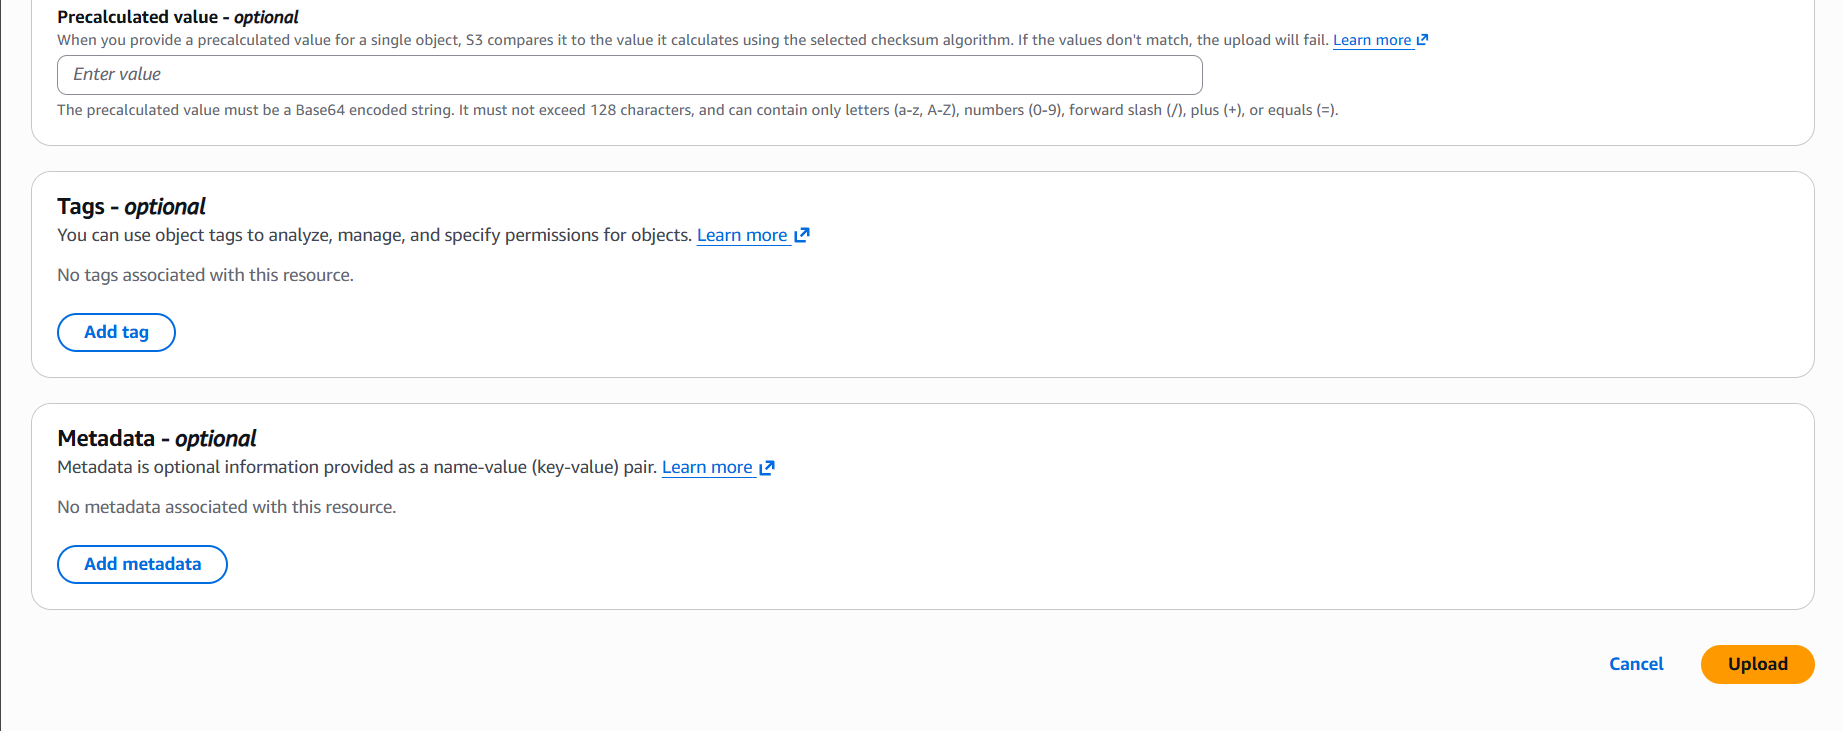 Precalculated value - optional
When you provide a precalculated value for a single object, S3 compares it to the value it calculates using the selected checksum algorithm. If the values don't match, the upload will fail. Learn more
Enter value
The precalculated value must be a Base64 encoded string. It must not exceed 128 characters, and can contain only letters (a-z, A-Z), numbers (0-9), forward slash (/), plus (+), or equals (=).
Tags - optional
You can use object tags to analyze, manage, and specify permissions for objects. Learn more
No tags associated with this resource.
Add tag
Metadata - optional
Metadata is optional information provided as a name-value (key-value) pair. Learn more
No metadata associated with this resource.
Add metadata
Cancel Upload